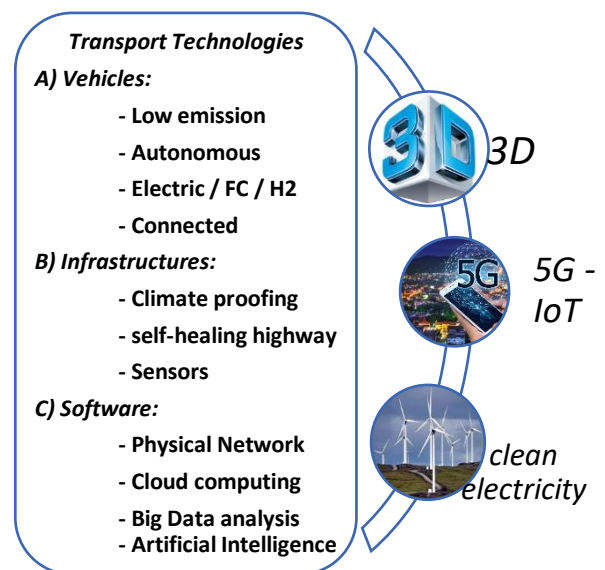 Transport Technologies
A) Vehicles:
- Low emission
- Autonomous
- Electric / FC / H2
- Connected
B) Infrastructures:
- Climate proofing
- self-healing highway
- Sensors
C) Software:
- Physical Network
- Cloud computing
- Big Data analysis
- Artificial Intelligence
3D
3D
5G
5G -
IoT
clean
electricity